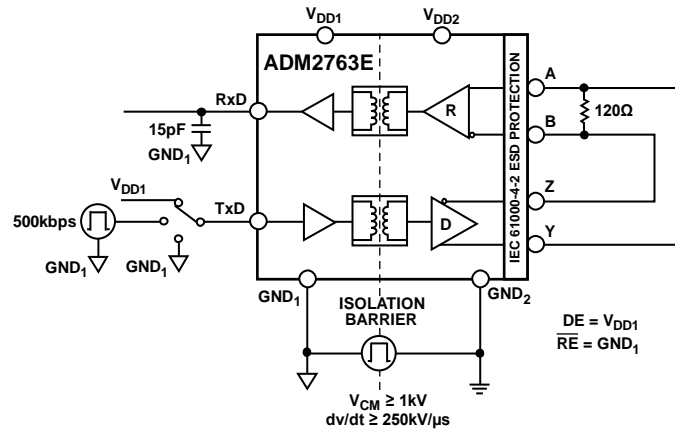 VDD1
VDD2
ADM2763E
RxD
15pF
GND1
R
A
120Ω
B
IEC 61000-4-2 ESD PROTECTION
VDD1
500kbps
GND1
GND1
TxD
D
Z
Y
GND1
ISOLATION
BARRIER
GND2
DE = VDD1
RE = GND1
VCM ≥ 1kV
dv/dt ≥ 250kV/µs